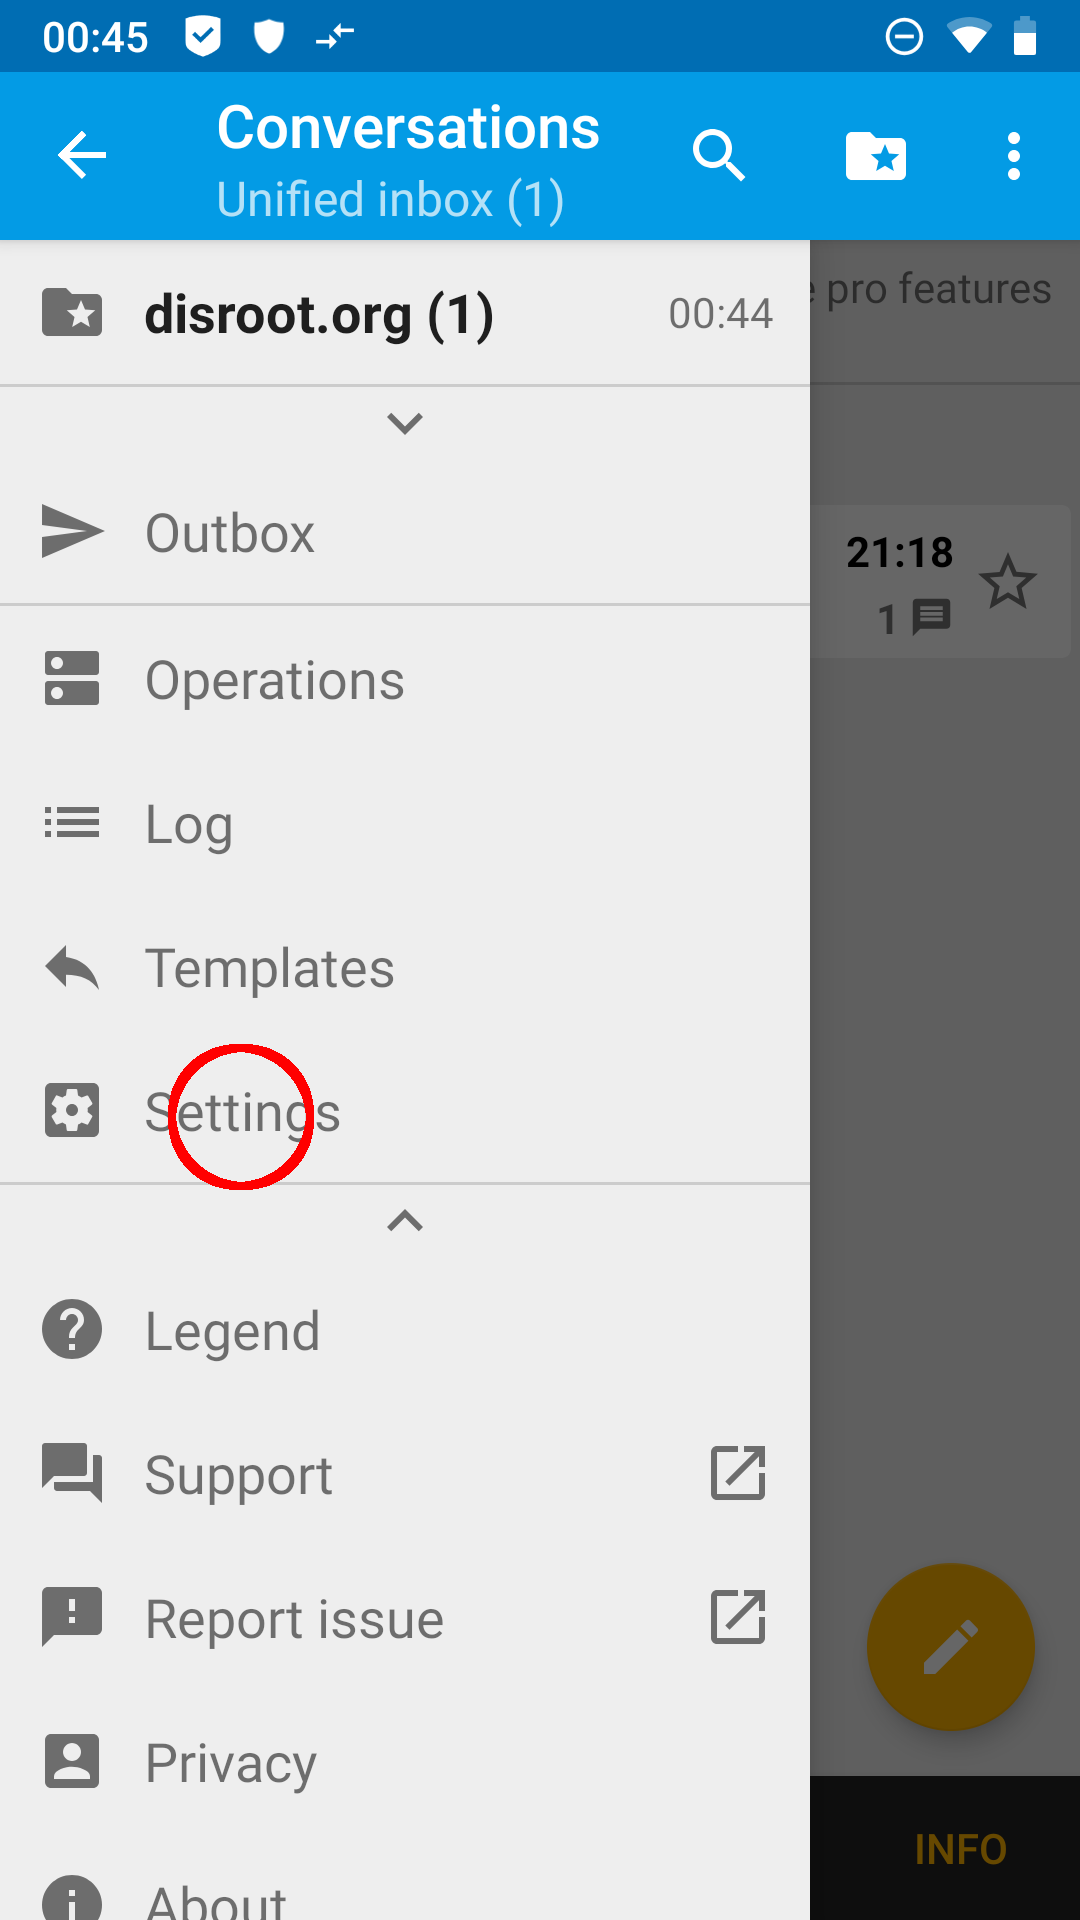 00:45
Conversations
Unified inbox (1)
disroot.org (1) 00:44
pro features
Outbox
21:18
1
Operations
Log
Templates
Settings
Legend
Support
Report issue
Privacy
INFO
About